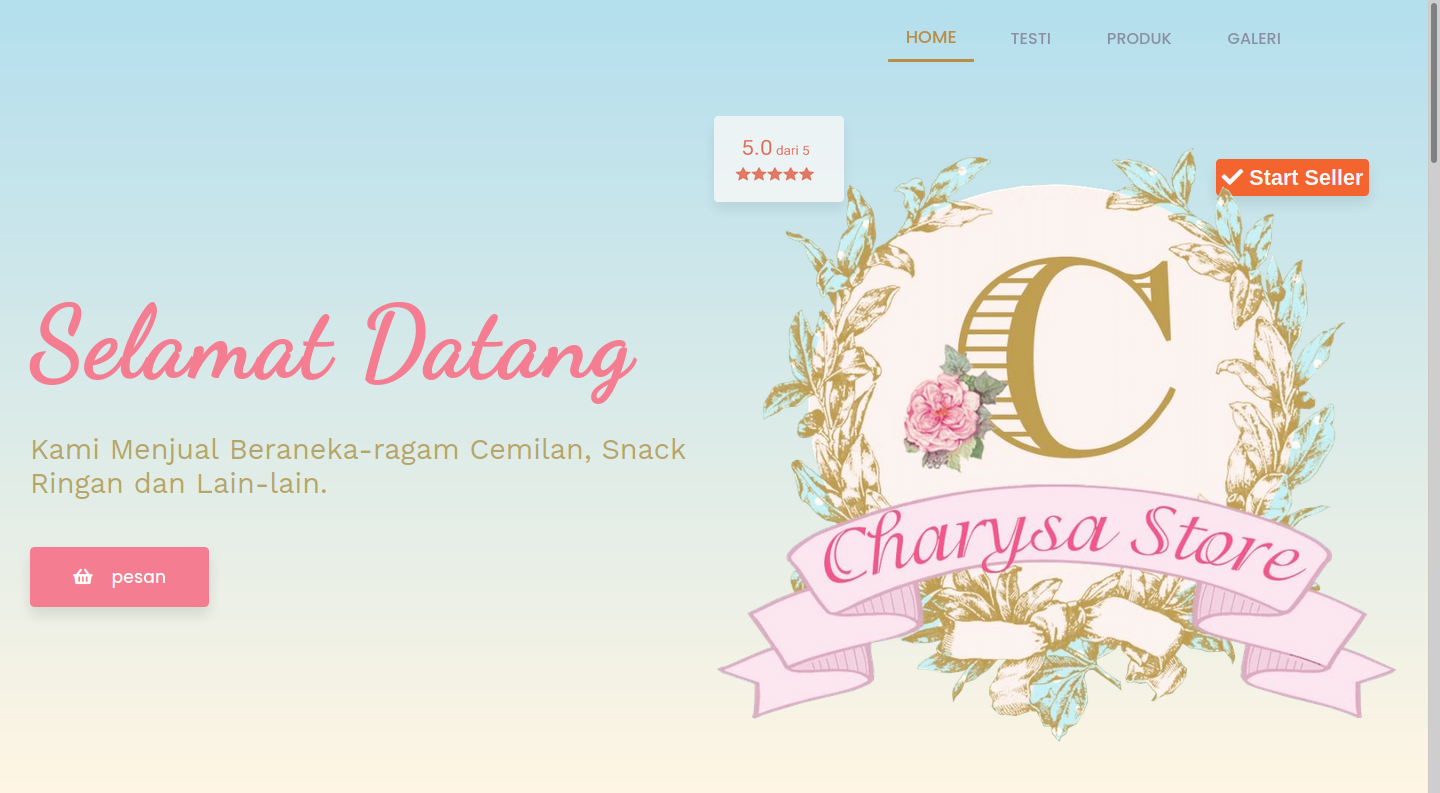 HOME TESTI PRODUK GALERI
5.0 dari 5
Start Seller
C
Selamat Datang
Kami Menjual Beraneka-ragam Cemilan, Snack
Ringan dan Lain-lain.
Charysa Store
pesan